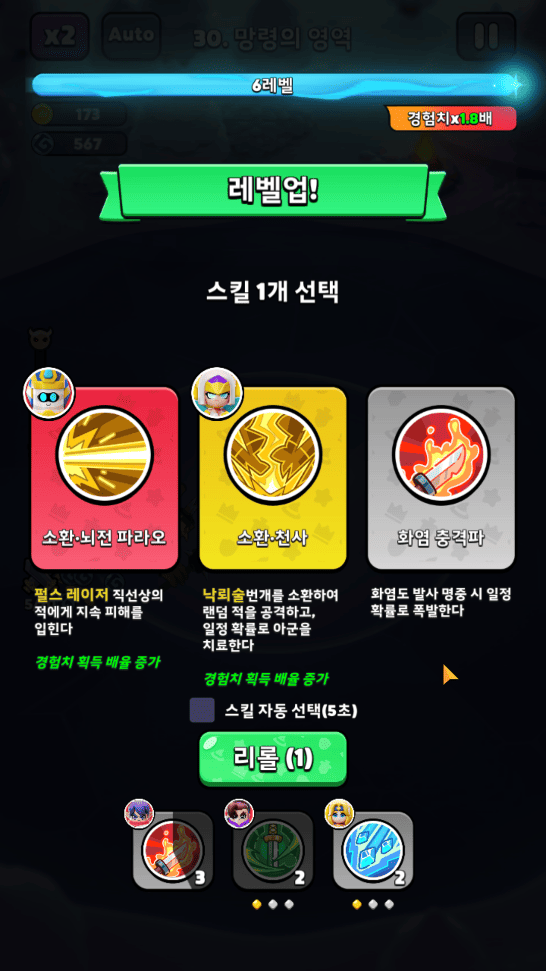 x2
Auto
30. 망령의 영역
6레벨
173
경험치x1.8배
567
레벨업!
스킬 1개 선택
소환·뇌전 파라오
소환·천사
화염 충격파
펄스 레이저 직선상의
적에게 지속 피해를
입힌다
경험치 획득 배율 증가
낙뢰술번개를 소환하여
랜덤 적을 공격하고,
일정 확률로 아군을
치료한다
경험치 획득 배율 증가
화염도 발사 명중 시 일정
확률로 폭발한다
스킬 자동 선택(5초)
리롤 (1)
3
2
2